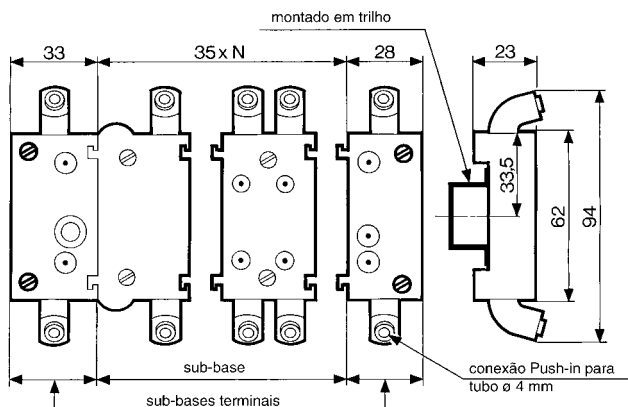 montado em trilho
33
35 x N
28
23
33,5
62
94
sub-base
sub-bases terminais
conexão Push-in para
tubo ø 4 mm